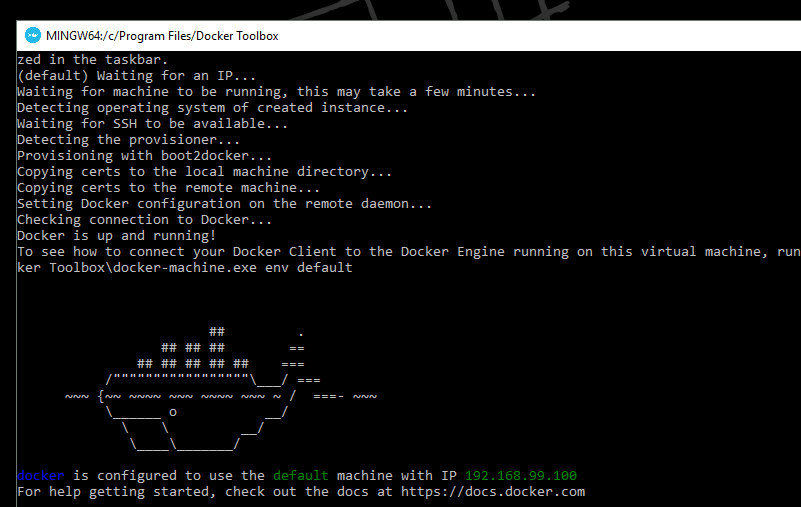 MINGW64:/c/Program Files/Docker Toolbox
zed in the taskbar.
(default) Waiting for an IP...
Waiting for machine to be running, this may take a few minutes...
Detecting operating system of created instance...
Waiting for SSH to be available...
Detecting the provisioner...
Provisioning with boot2docker...
Copying certs to the local machine directory...
Copying certs to the remote machine...
Setting Docker configuration on the remote daemon...
Checking connection to Docker...
Docker is up and running!
To see how to connect your Docker Client to the Docker Engine running on this virtual machine, run
ker Toolbox\docker-machine.exe env default
                        ##         .
                  ## ## ##        ==
               ## ## ## ## ##    ===
           /"""""""""""""""""\___/ ===
      ~~~ {~~ ~~~~ ~~~ ~~~~ ~~~ ~ /  ===- ~~~
           \______ o           __/
             \    \         __/
              \____\_______/
docker is configured to use the default machine with IP 192.168.99.100
For help getting started, check out the docs at https://docs.docker.com